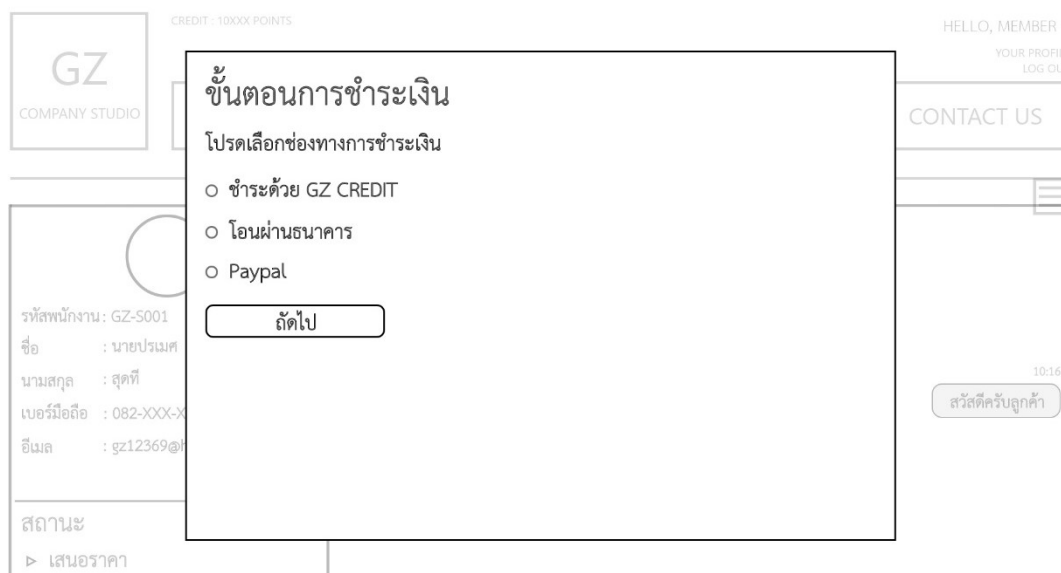 CREDIT : 10XXX POINTS
HELLO, MEMBER
YOUR PROFI
LOG OU
GZ
COMPANY STUDIO
CONTACT US
ขั้นตอนการชำระเงิน
โปรดเลือกช่องทางการชำระเงิน
ชำระด้วย GZ CREDIT
โอนผ่านธนาคาร
Paypal
ถัดไป
รหัสพนักงาน : GZ-S001
ชื่อ : นายปรเมศ
นามสกุล : สุดที
เบอร์มือถือ : 082-XXX-X
อีเมล : gz12369@h
10:16
สวัสดีครับลูกค้า
สถานะ
▷ เสนอราคา